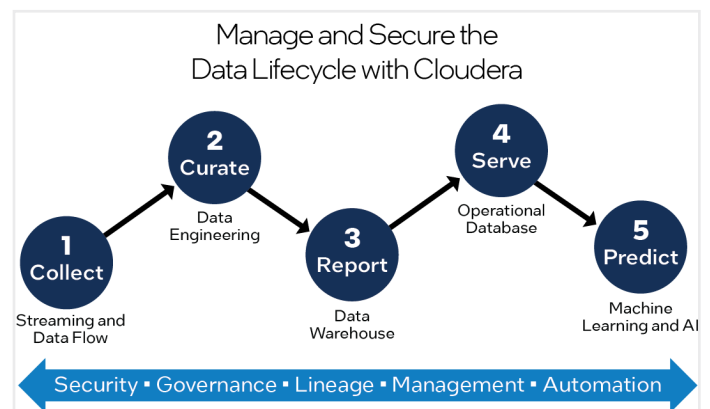 Manage and Secure the
Data Lifecycle with Cloudera
1
Collect
Streaming and
Data Flow
2
Curate
Data
Engineering
3
Report
Data
Warehouse
4
Serve
Operational
Database
5
Predict
Machine
Learning and AI
Security ▪ Governance ▪ Lineage ▪ Management ▪ Automation